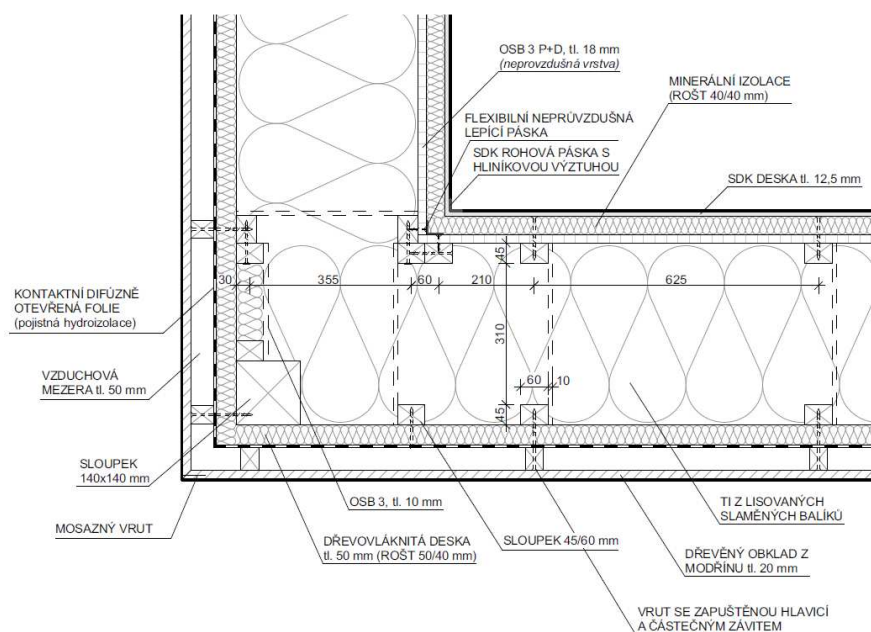 OSB 3 P+D, tl. 18 mm
(neprovzdušná vrstva)
MINERÁLNÍ IZOLACE
(ROŠT 40/40 mm)
FLEXIBILNÍ NEPRŮVZDUŠNÁ
LEPÍCÍ PÁSKA
SDK ROHOVÁ PÁSKA S
HLINÍKOVOU VÝZTUHOU
SDK DESKA tl. 12,5 mm
45
30
355
60
210
625
310
KONTAKTNÍ DIFÚZNĚ
OTEVŘENÁ FOLIE
(pojistná hydroizolace)
VZDUCHOVÁ
MEZERA tl. 50 mm
60
10
45
SLOUPEK
140x140 mm
OSB 3, tl. 10 mm
TI Z LISOVANÝCH
SLAMĚNÝCH BALÍKŮ
MOSAZNÝ VRUT
DŘEVOVLÁKNITÁ DESKA
tl. 50 mm (ROŠT 50/40 mm)
SLOUPEK 45/60 mm
DŘEVĚNÝ OBKLAD Z
MODŘÍNU tl. 20 mm
VRUT SE ZAPUŠTĚNOU HLAVICÍ
A ČÁSTEČNÝM ZÁVITEM